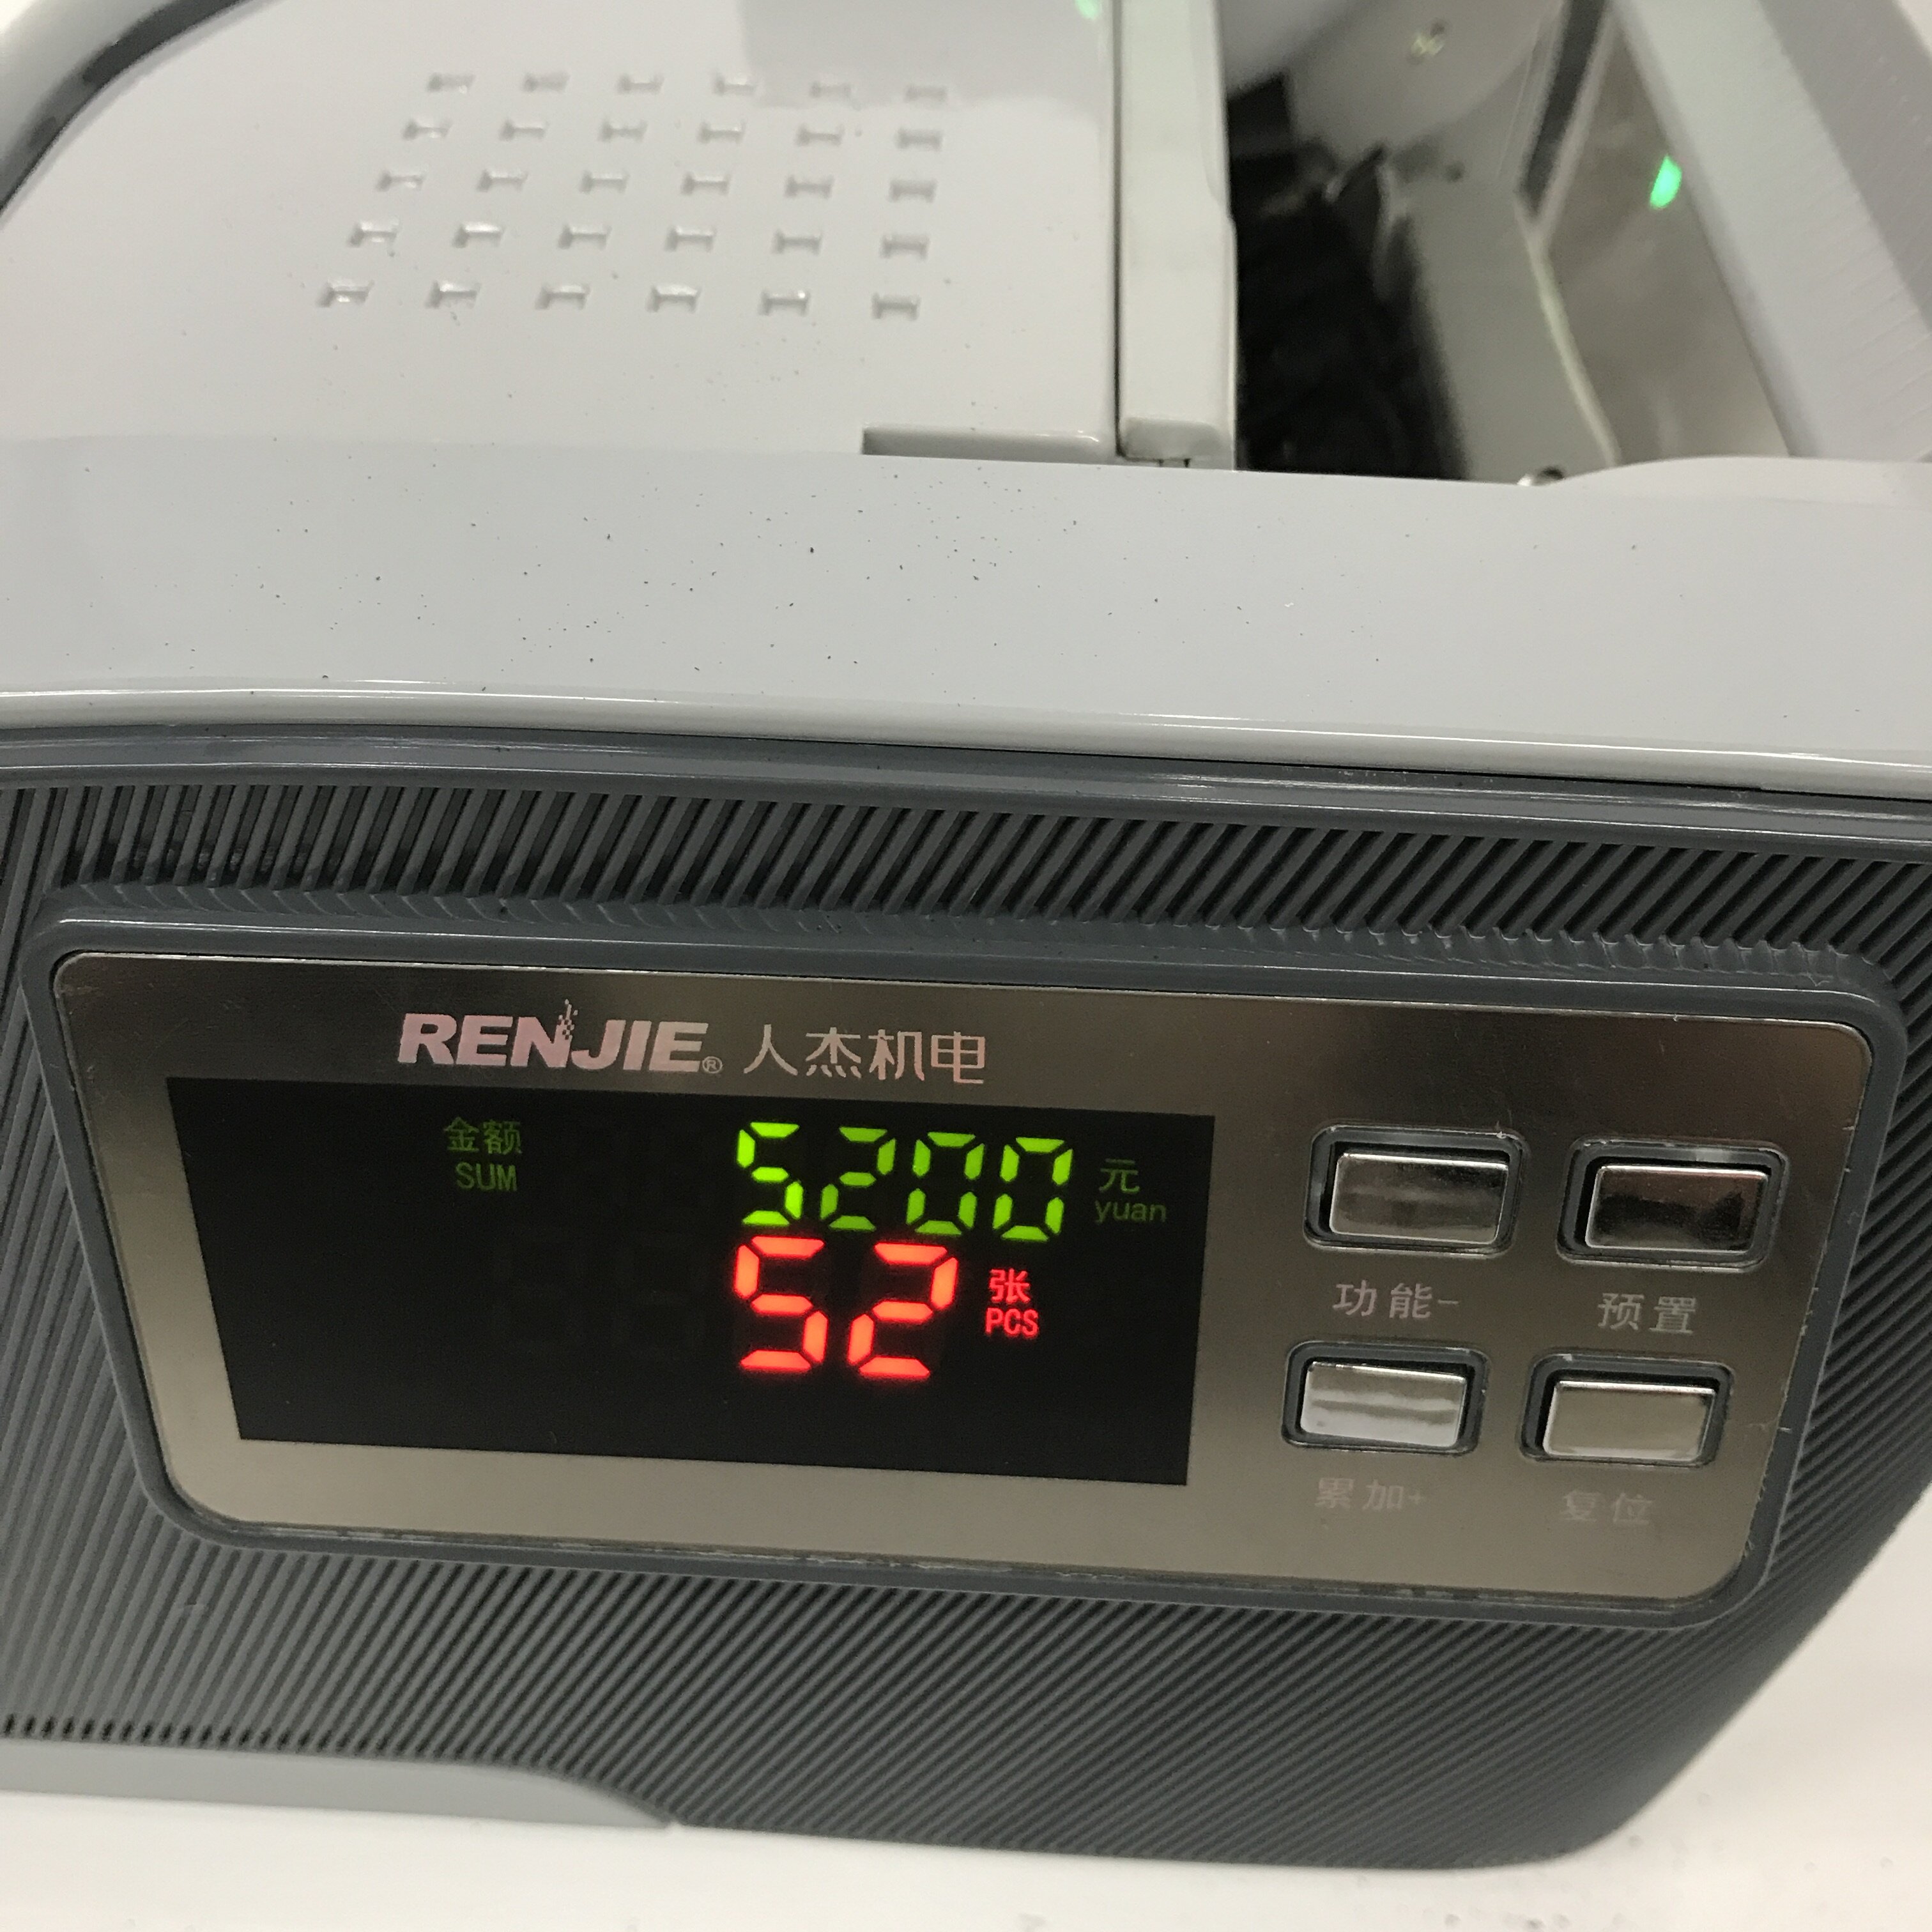 RENJIE® 人杰机电
金额
SUM
5200
元
yuan
52
张
PCS
功能-
预置
累加+
复位